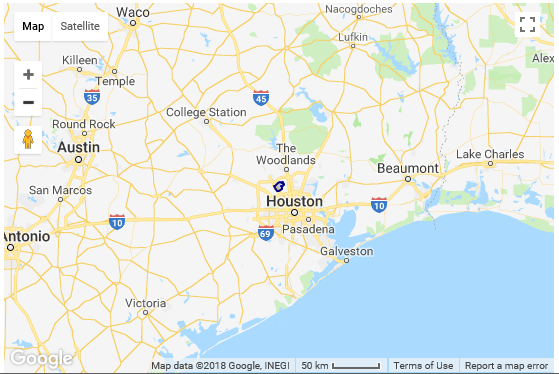 Nacogdoches
Waco
Map Satellite
Lufkin
Alex
Killeen
Temple
35
45
College Station
Round Rock
The
Woodlands
Austin
Lake Charles
Beaumont
San Marcos
Houston
10
10
Pasadena
69
Antonio
Galveston
Victoria
Google
Map data ©2018 Google, INEGI 50 km Terms of Use Report a map error